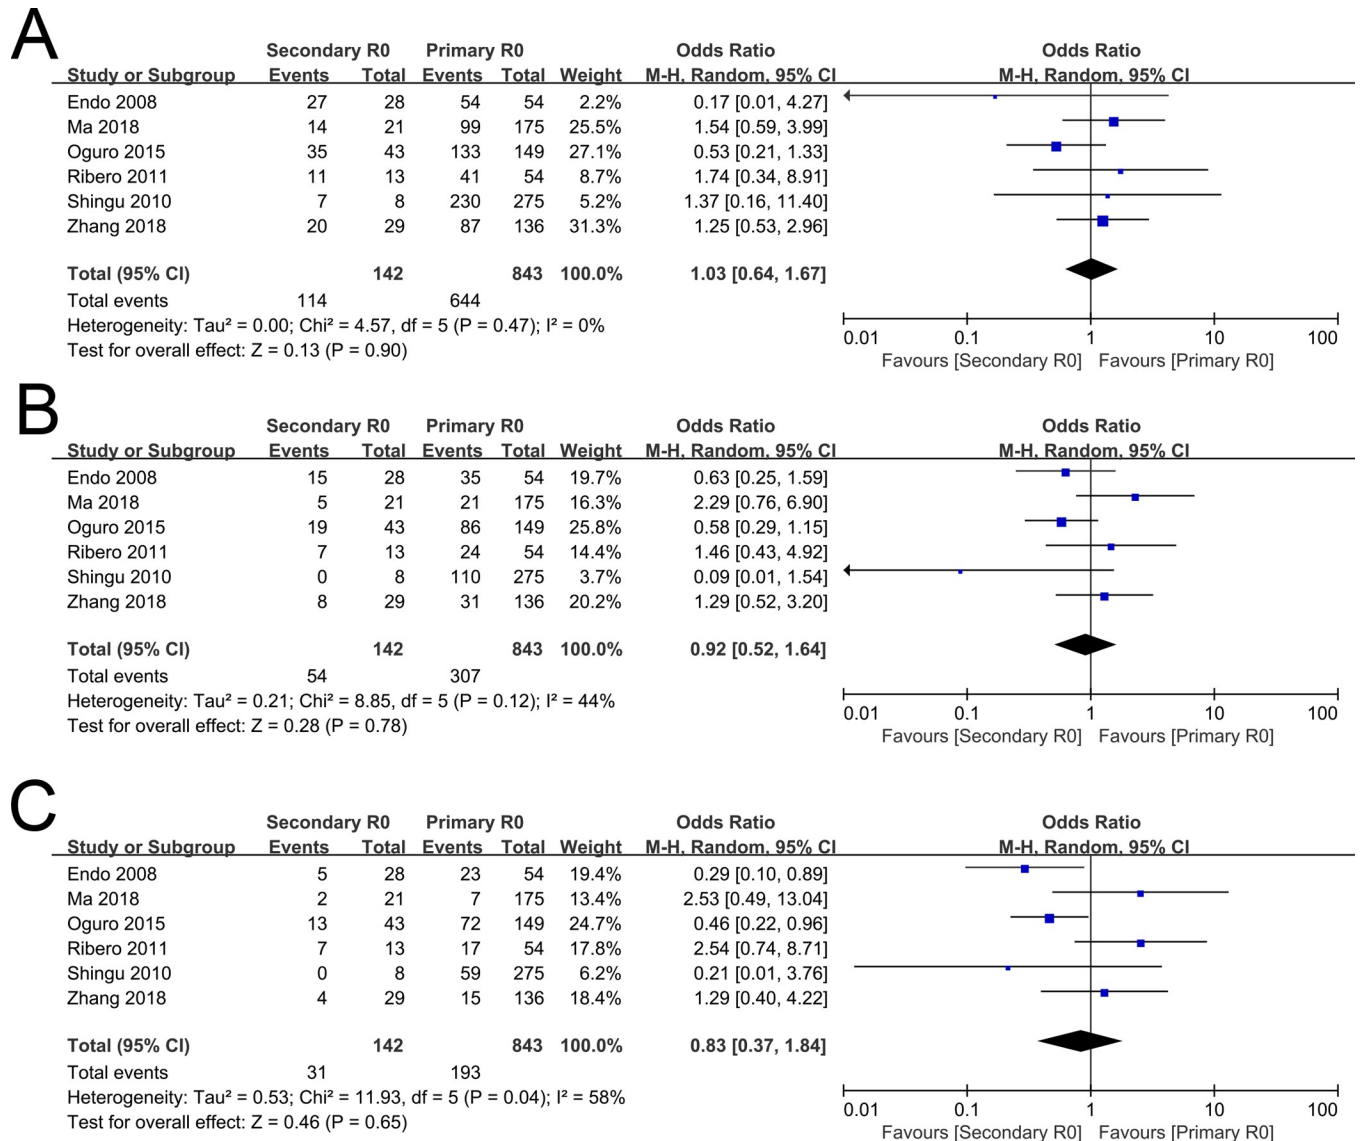 A
Secondary R0 Primary R0 Odds Ratio Odds Ratio
Study or Subgroup Events Total Events Total Weight M-H, Random, 95% CI M-H, Random, 95% CI
Endo 2008 27 28 54 54 2.2% 0.17 [0.01, 4.27]
Ma 2018 14 21 99 175 25.5% 1.54 [0.59, 3.99]
Oguro 2015 35 43 133 149 27.1% 0.53 [0.21, 1.33]
Ribero 2011 11 13 41 54 8.7% 1.74 [0.34, 8.91]
Shingu 2010 7 8 230 275 5.2% 1.37 [0.16, 11.40]
Zhang 2018 20 29 87 136 31.3% 1.25 [0.53, 2.96]
Total (95% CI) 142 843 100.0% 1.03 [0.64, 1.67]
Total events 114 644
Heterogeneity: Tau² = 0.00; Chi² = 4.57, df = 5 (P = 0.47); I² = 0%
Test for overall effect: Z = 0.13 (P = 0.90)
0.01 0.1 1 10 100
Favours [Secondary R0] Favours [Primary R0]
B
Secondary R0 Primary R0 Odds Ratio Odds Ratio
Study or Subgroup Events Total Events Total Weight M-H, Random, 95% CI M-H, Random, 95% CI
Endo 2008 15 28 35 54 19.7% 0.63 [0.25, 1.59]
Ma 2018 5 21 21 175 16.3% 2.29 [0.76, 6.90]
Oguro 2015 19 43 86 149 25.8% 0.58 [0.29, 1.15]
Ribero 2011 7 13 24 54 14.4% 1.46 [0.43, 4.92]
Shingu 2010 0 8 110 275 3.7% 0.09 [0.01, 1.54]
Zhang 2018 8 29 31 136 20.2% 1.29 [0.52, 3.20]
Total (95% CI) 142 843 100.0% 0.92 [0.52, 1.64]
Total events 54 307
Heterogeneity: Tau² = 0.21; Chi² = 8.85, df = 5 (P = 0.12); I² = 44%
Test for overall effect: Z = 0.28 (P = 0.78)
0.01 0.1 1 10 100
Favours [Secondary R0] Favours [Primary R0]
C
Secondary R0 Primary R0 Odds Ratio Odds Ratio
Study or Subgroup Events Total Events Total Weight M-H, Random, 95% CI M-H, Random, 95% CI
Endo 2008 5 28 23 54 19.4% 0.29 [0.10, 0.89]
Ma 2018 2 21 7 175 13.4% 2.53 [0.49, 13.04]
Oguro 2015 13 43 72 149 24.7% 0.46 [0.22, 0.96]
Ribero 2011 7 13 17 54 17.8% 2.54 [0.74, 8.71]
Shingu 2010 0 8 59 275 6.2% 0.21 [0.01, 3.76]
Zhang 2018 4 29 15 136 18.4% 1.29 [0.40, 4.22]
Total (95% CI) 142 843 100.0% 0.83 [0.37, 1.84]
Total events 31 193
Heterogeneity: Tau² = 0.53; Chi² = 11.93, df = 5 (P = 0.04); I² = 58%
Test for overall effect: Z = 0.46 (P = 0.65)
0.01 0.1 1 10 100
Favours [Secondary R0] Favours [Primary R0]